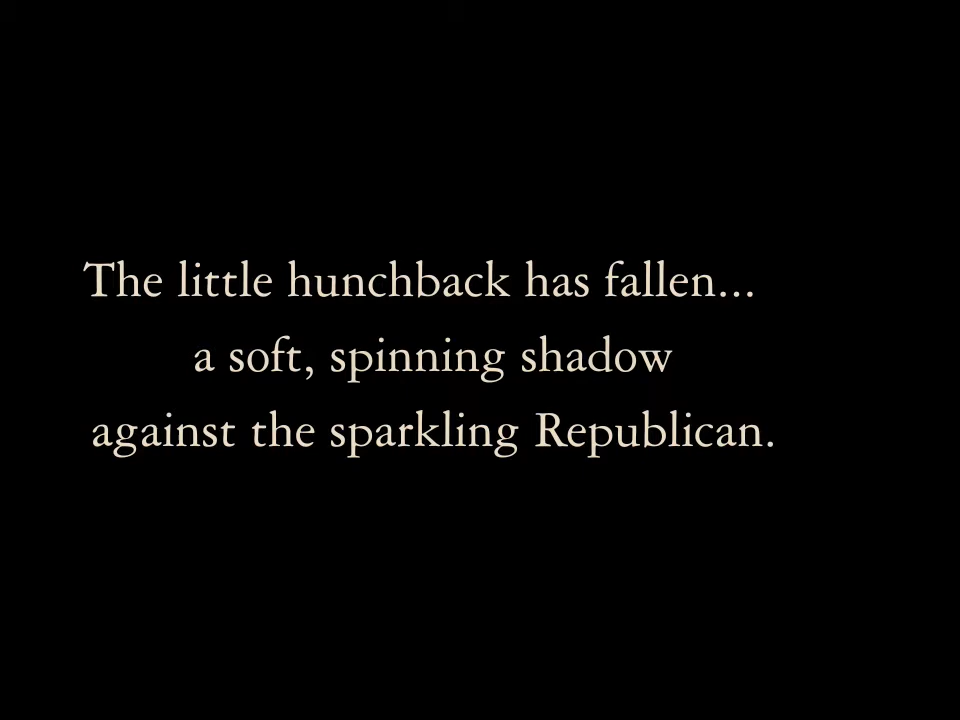 The little hunchback has fallen...
a soft, spinning shadow
against the sparkling Republican.